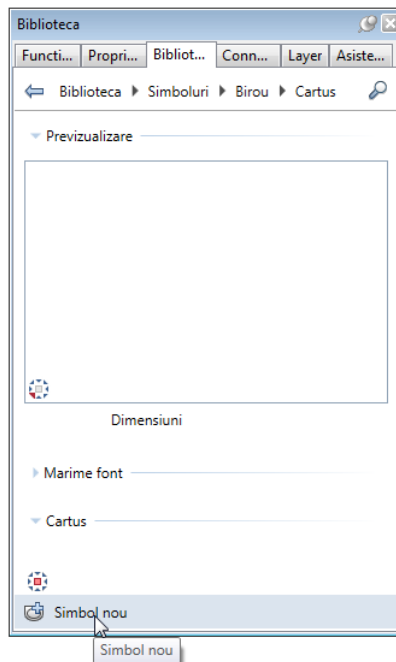 Biblioteca
Functi... Propri... Bibliot... Conn... Layer Asiste...
Biblioteca Simboluri Birou Cartus
Previzualizare
Dimensiuni
Marime font
Cartus
Simbol nou
Simbol nou